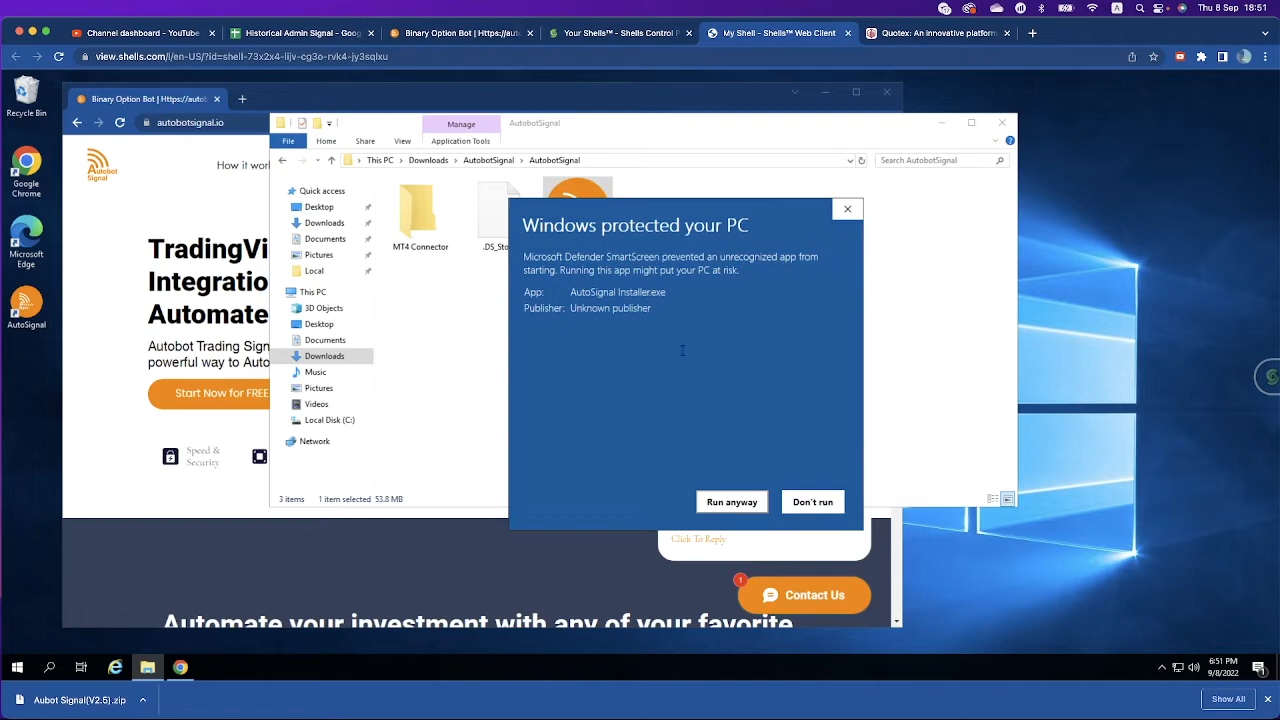 A
Thu 8 Sep 18:51
Channel dashboard - YouTube
Historical Admin Signal - Goog
Binary Option Bot | Https://auto
Your Shells™ – Shells Control P
My Shell – Shells™ Web Client
Quotex: An innovative platform
view.shells.com/en-US/?id=shell-73x2x4-lijv-cg3o-rvk4-jy3sqlxu
Recycle Bin
Google
Chrome
Microsoft
Edge
AutoSignal
Binary Option Bot | Https://autob
autobotsignal.io
Autobot
Signal
How it work
TradingVi
Integratio
Automate
Autobot Trading Sign
powerful way to Auto
Start Now for FREE
Speed &
Security
Manage
AutobotSignal
File
Home
Share
View
Application Tools
This PC
Downloads
AutobotSignal
AutobotSignal
Search AutobotSignal
Quick access
Desktop
Downloads
Documents
Pictures
Local
This PC
3D Objects
Desktop
Documents
Downloads
Music
Pictures
Videos
Local Disk (C:)
Network
MT4 Connector
.DS_Sto
3 items
1 item selected 53.8 MB
Windows protected your PC
Microsoft Defender SmartScreen prevented an unrecognized app from
starting. Running this app might put your PC at risk.
App: AutoSignal Installer.exe
Publisher: Unknown publisher
Run anyway
Don't run
Click To Reply
1
Contact Us
Automate your investment with any of your favorite
6:51 PM
9/8/2022
1
Aubot Signal(V2.5).zip
Show All